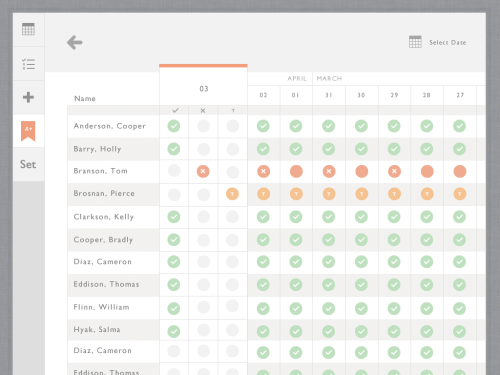 Select Date
APRIL MARCH
03
Name
02 01 31 30 29 28 27
T
A+
Set
Anderson, Cooper
Barry, Holly
Branson, Tom
Brosnan, Pierce T T T T T T T T
Clarkson, Kelly
Cooper, Bradly
Diaz, Cameron
Eddison, Thomas
Flinn, William
Hyak, Salma
Diaz, Cameron
Eddison, Thomas